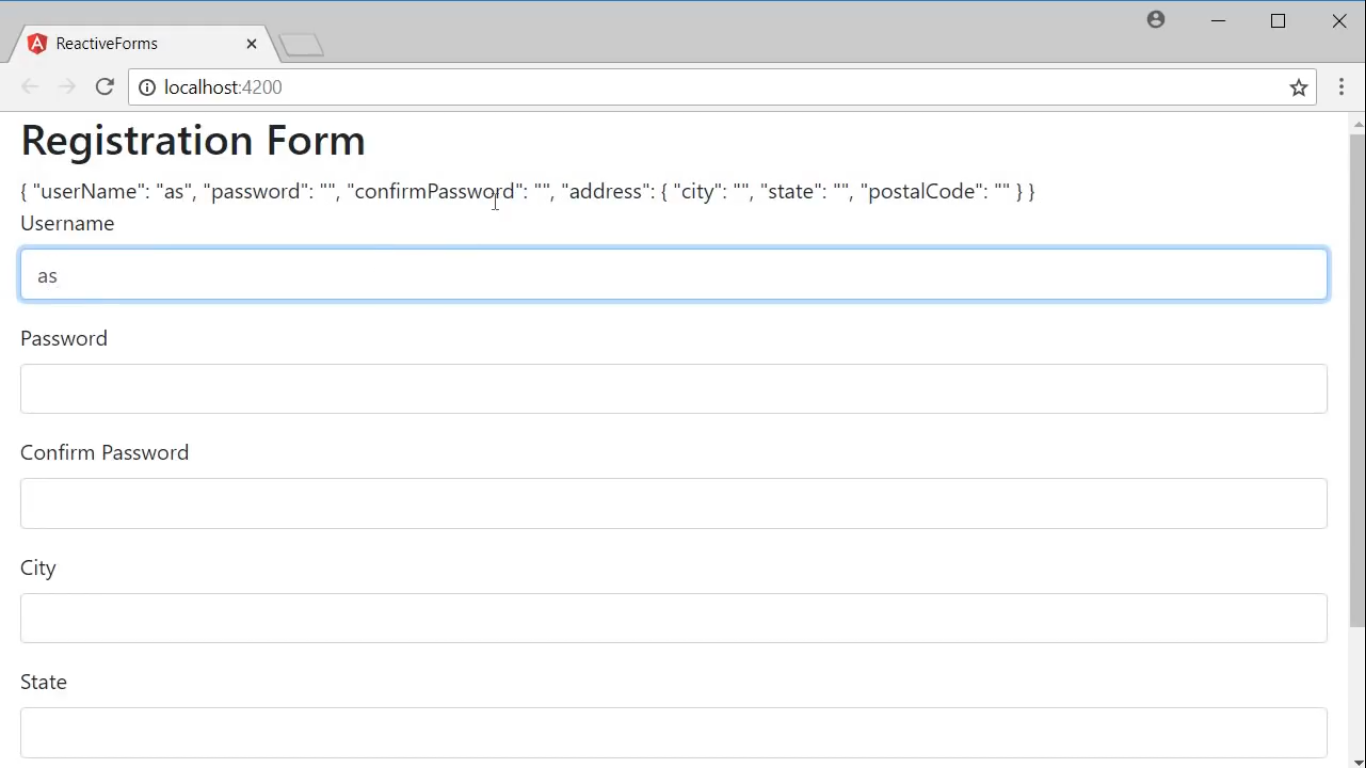 ReactiveForms
localhost:4200
Registration Form
{ "userName": "as", "password": "", "confirmPassword": "", "address": { "city": "", "state": "", "postalCode": "" } }
Username
as
Password
Confirm Password
City
State